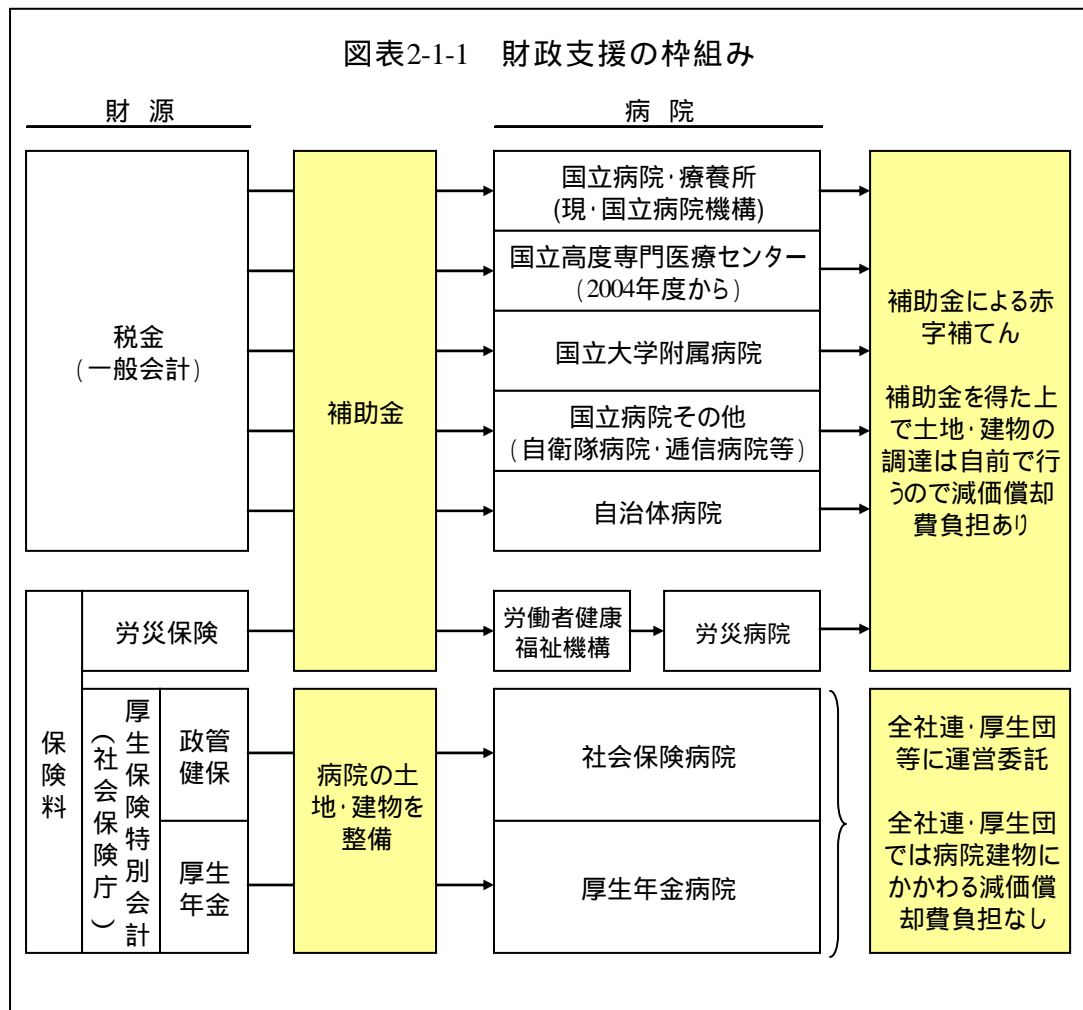 図表2-1-1　財政支援の枠組み
財 源
病 院
税金
(一般会計)
補助金
国立病院･療養所
(現･国立病院機構)
国立高度専門医療センター
(2004年度から)
国立大学附属病院
国立病院その他
(自衛隊病院･逓信病院等)
自治体病院
補助金による赤
字補てん
補助金を得た上
で土地･建物の
調達は自前で行
うので減価償却
費負担あり
保険料
労災保険
労働者健康
福祉機構
労災病院
厚生保険特別会計
(社会保険庁)
政管
健保
厚生
年金
病院の土
地･建物を
整備
社会保険病院
厚生年金病院
全社連･厚生団
等に運営委託
全社連･厚生団
では病院建物に
かかわる減価償
却費負担なし